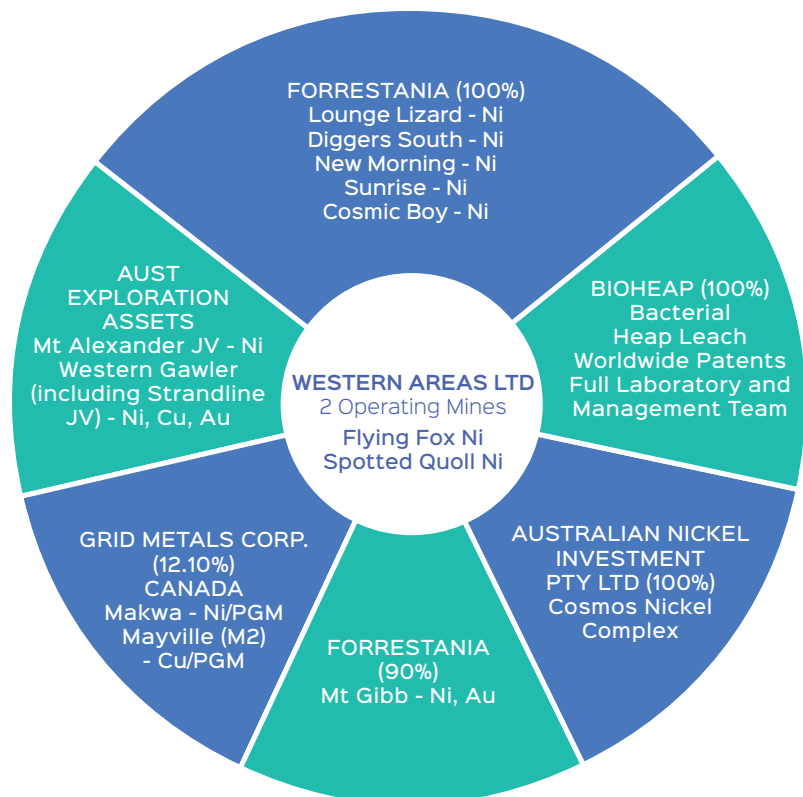 FORRESTANIA (100%)
Lounge Lizard - Ni
Diggers South - Ni
New Morning - Ni
Sunrise - Ni
Cosmic Boy - Ni
BIOHEAP (100%)
Bacterial
Heap Leach
Worldwide Patents
Full Laboratory and
Management Team
AUSTRALIAN NICKEL
INVESTMENT
PTY LTD (100%)
Cosmos Nickel
Complex
FORRESTANIA
(90%)
Mt Gibb - Ni, Au
GRID METALS CORP.
(12.10%)
CANADA
Makwa - Ni/PGM
Mayville (M2)
- Cu/PGM
AUST
EXPLORATION
ASSETS
Mt Alexander JV - Ni
Western Gawler
(including Strandline
JV) - Ni, Cu, Au
WESTERN AREAS LTD
2 Operating Mines
Flying Fox Ni
Spotted Quoll Ni